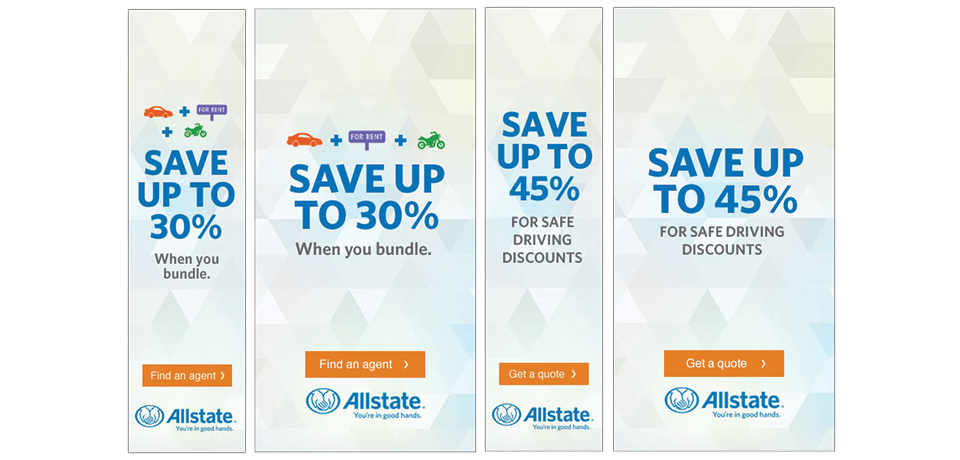 FOR RENT
SAVE
UP TO
30%
When you
bundle.
Find an agent ›
Allstate.
You're in good hands.
FOR RENT
SAVE UP
TO 30%
When you bundle.
Find an agent ›
Allstate.
You're in good hands.
SAVE
UP TO
45%
FOR SAFE
DRIVING
DISCOUNTS
Get a quote ›
Allstate.
You're in good hands.
SAVE UP
TO 45%
FOR SAFE DRIVING
DISCOUNTS
Get a quote ›
Allstate.
You're in good hands.